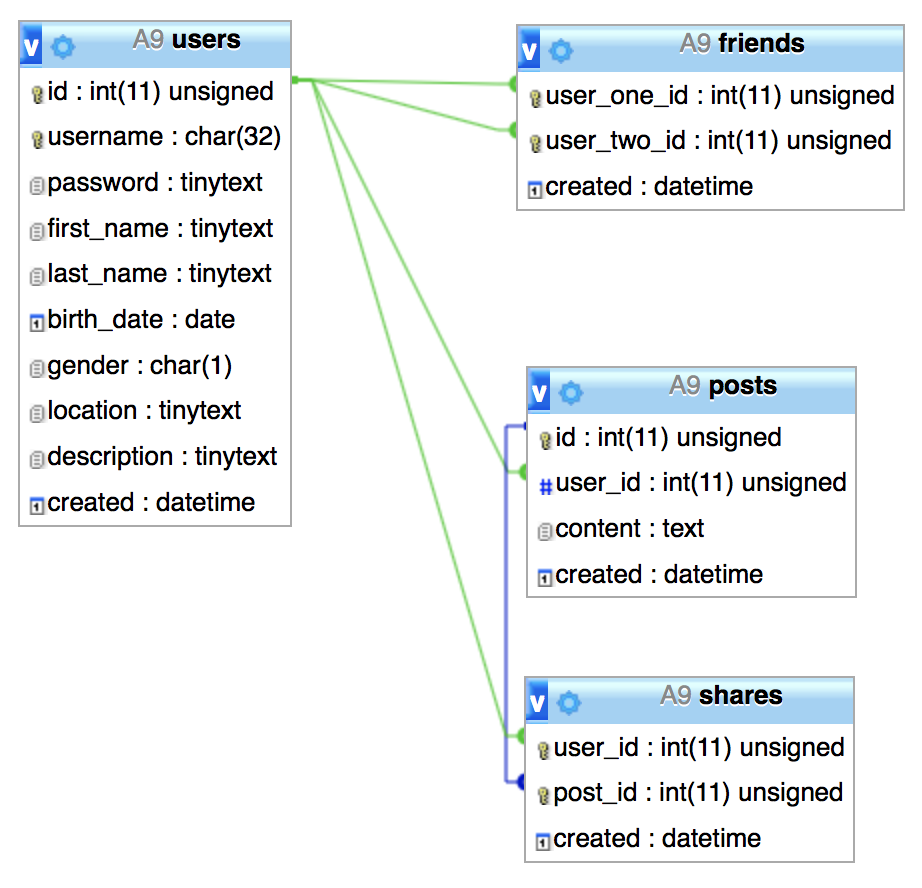 v A9 users
id : int(11) unsigned
username : char(32)
password : tinytext
first_name : tinytext
last_name : tinytext
birth_date : date
gender : char(1)
location : tinytext
description : tinytext
created : datetime
v A9 friends
user_one_id : int(11) unsigned
user_two_id : int(11) unsigned
created : datetime
v A9 posts
id : int(11) unsigned
# user_id : int(11) unsigned
content : text
created : datetime
v A9 shares
user_id : int(11) unsigned
post_id : int(11) unsigned
created : datetime